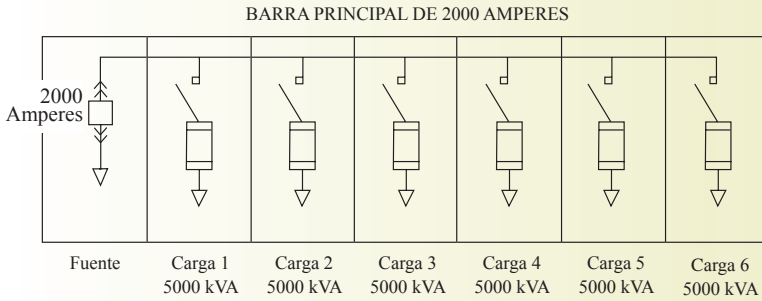 BARRA PRINCIPAL DE 2000 AMPERES
2000
Amperes
Fuente
Carga 1
5000 kVA
Carga 2
5000 kVA
Carga 3
5000 kVA
Carga 4
5000 kVA
Carga 5
5000 kVA
Carga 6
5000 kVA